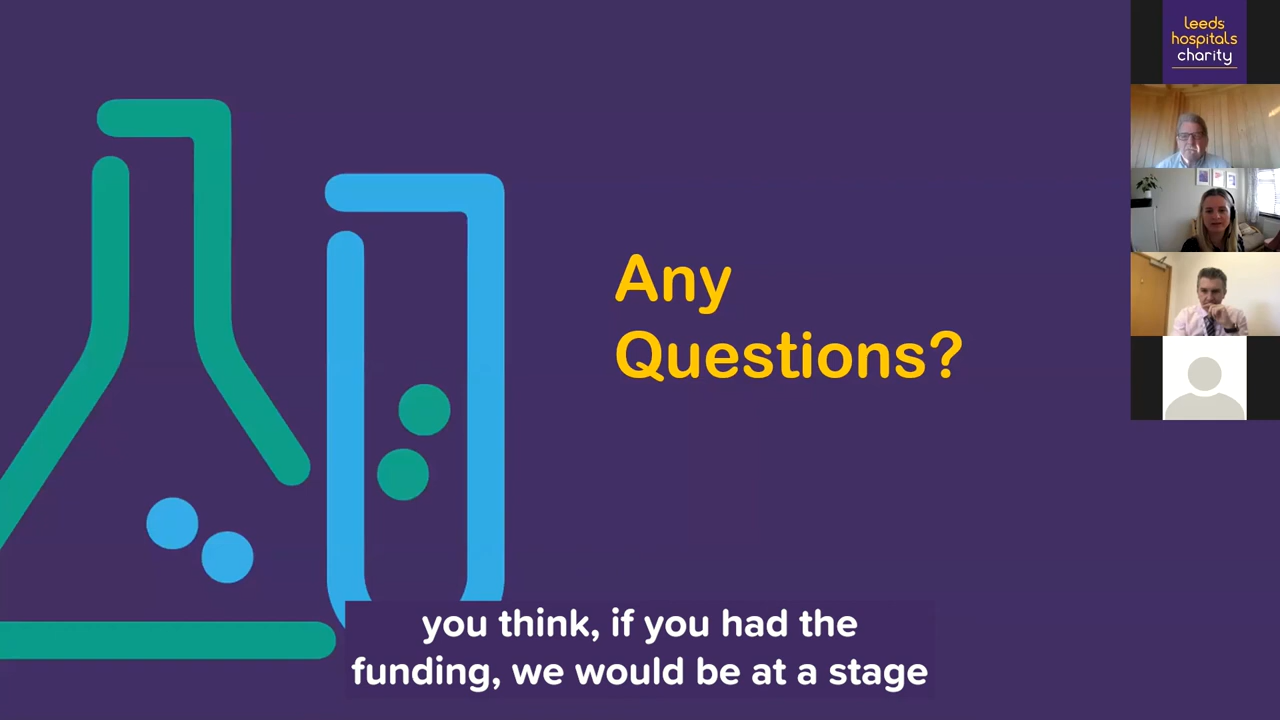 leeds
hospitals
charity
Any
Questions?
you think, if you had the
funding, we would be at a stage